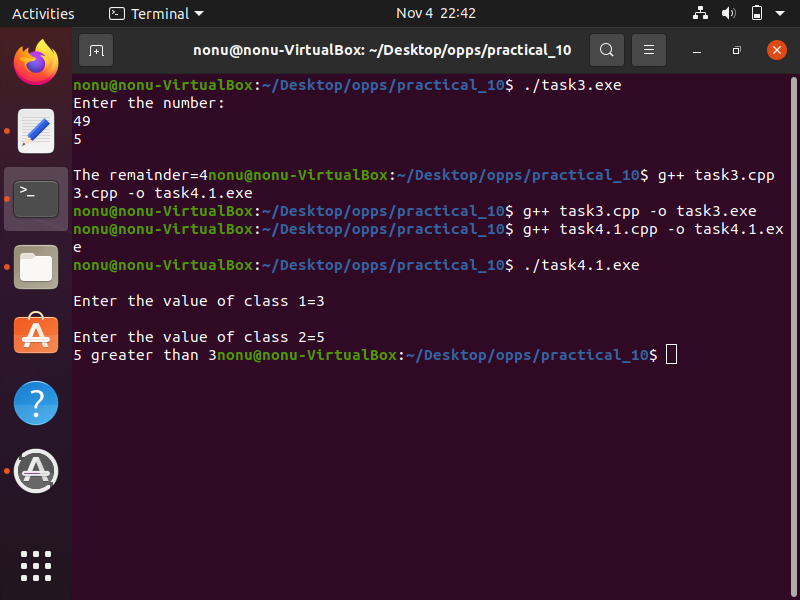 Activities
Terminal
Nov 4 22:42
nonu@nonu-VirtualBox: ~/Desktop/opps/practical_10
nonu@nonu-VirtualBox:~/Desktop/opps/practical_10$ ./task3.exe
Enter the number:
49
5
The remainder=4nonu@nonu-VirtualBox:~/Desktop/opps/practical_10$ g++ task3.cpp
3.cpp -o task4.1.exe
nonu@nonu-VirtualBox:~/Desktop/opps/practical_10$ g++ task3.cpp -o task3.exe
nonu@nonu-VirtualBox:~/Desktop/opps/practical_10$ g++ task4.1.cpp -o task4.1.ex
e
nonu@nonu-VirtualBox:~/Desktop/opps/practical_10$ ./task4.1.exe
Enter the value of class 1=3
Enter the value of class 2=5
5 greater than 3nonu@nonu-VirtualBox:~/Desktop/opps/practical_10$